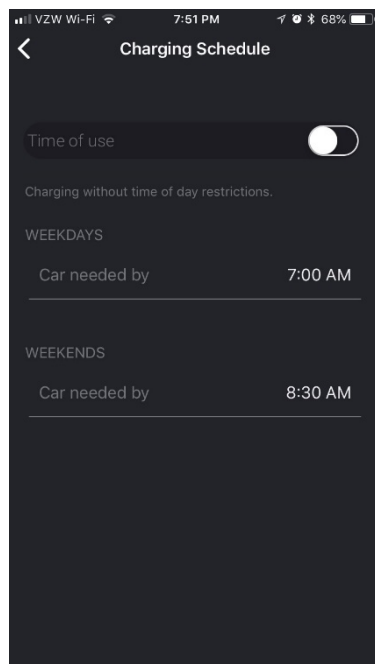 VZW Wi-Fi 7:51 PM 68%
Charging Schedule
Time of use
Charging without time of day restrictions.
WEEKDAYS
Car needed by 7:00 AM
WEEKENDS
Car needed by 8:30 AM